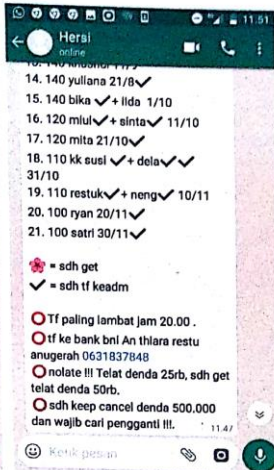 11.51
Hersi
online
14. 140 yuliana 21/8✔
15. 140 bika ✔+ ilda 1/10
16. 120 miul✔+ sinta✔ 11/10
17. 120 mita 21/10✔
18. 110 kk susi ✔+ dela✔✔
31/10
19. 110 restuk✔+ neng✔ 10/11
20. 100 ryan 20/11✔
21. 100 satri 30/11✔
🌸 = sdh get
✔ = sdh tf keadm
⭕Tf paling lambat jam 20.00 .
⭕tf ke bank bnI An thiara restu
anugerah 0631837848
⭕nolate !!! Telat denda 25rb, sdh get
telat denda 50rb.
⭕sdh keep cancel denda 500.000
dan wajib cari pengganti !!!.
11.47
Ketik pesan